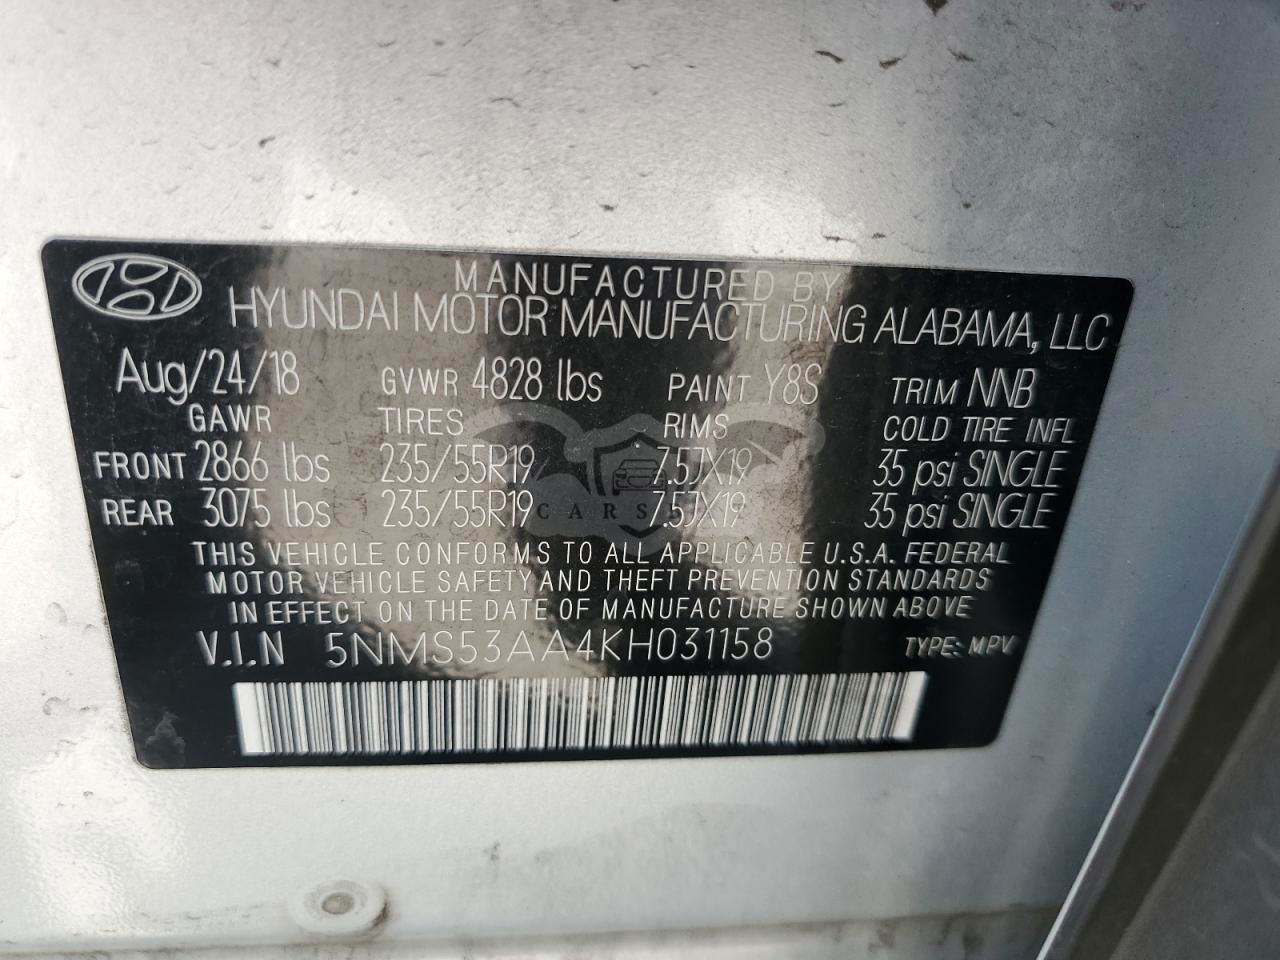 MANUFACTURED BY
HYUNDAI MOTOR MANUFACTURING ALABAMA, LLC
Aug/24/18 GVWR 4828 lbs PAINT Y8S TRIM NNB
GAWR TIRES RIMS COLD TIRE INFL
FRONT 2866 lbs 235/55R19 7.5JX19 35 psi SINGLE
REAR 3075 lbs 235/55R19 7.5JX19 35 psi SINGLE
THIS VEHICLE CONFORMS TO ALL APPLICABLE U.S.A. FEDERAL
MOTOR VEHICLE SAFETY AND THEFT PREVENTION STANDARDS
IN EFFECT ON THE DATE OF MANUFACTURE SHOWN ABOVE
V.I.N 5NMS53AA4KH031158 TYPE: MPV